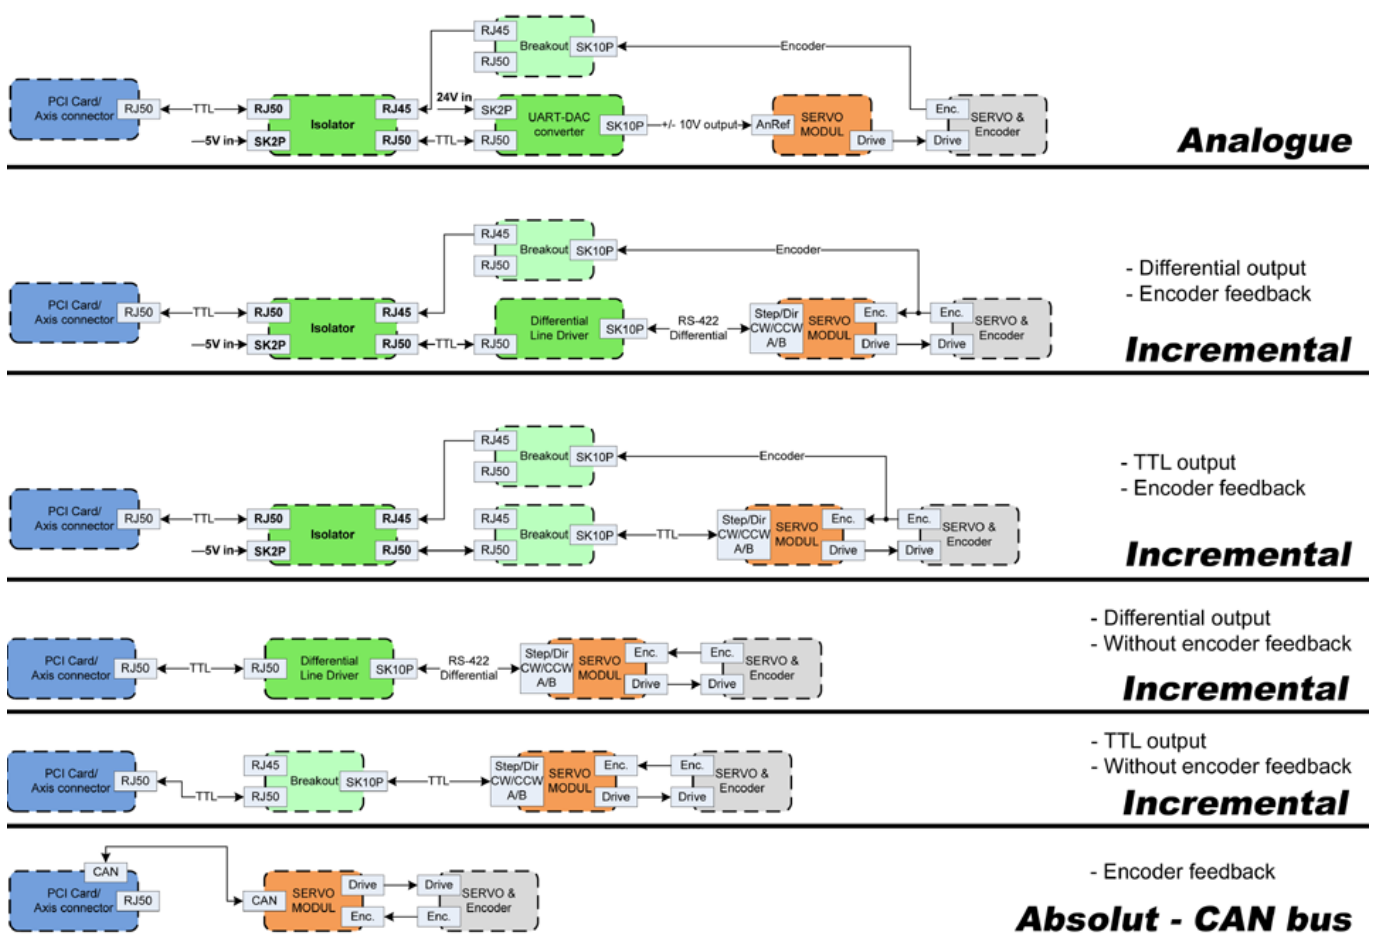 RJ45
Breakout
SK10P
Encoder
RJ50
PCI Card/
Axis connector
RJ50
TTL
RJ50
Isolator
RJ45
24V in
SK2P
UART-DAC
converter
SK10P
+/- 10V output
AnRef
SERVO
MODUL
Enc.
SERVO &
Encoder
5V in
SK2P
RJ50
TTL
RJ50
Drive
Drive
Analogue
RJ45
Breakout
SK10P
Encoder
RJ50
- Differential output
- Encoder feedback
PCI Card/
Axis connector
RJ50
TTL
RJ50
Isolator
RJ45
Differential
Line Driver
SK10P
RS-422
Differential
Step/Dir
CW/CCW
A/B
SERVO
MODUL
Enc.
Enc.
SERVO &
Encoder
5V in
SK2P
RJ50
TTL
RJ50
Drive
Drive
Incremental
RJ45
Breakout
SK10P
Encoder
RJ50
- TTL output
- Encoder feedback
PCI Card/
Axis connector
RJ50
TTL
RJ50
Isolator
RJ45
RJ45
Breakout
SK10P
TTL
Step/Dir
CW/CCW
A/B
SERVO
MODUL
Enc.
Enc.
SERVO &
Encoder
5V in
SK2P
RJ50
RJ50
Drive
Drive
Incremental
- Differential output
- Without encoder feedback
PCI Card/
Axis connector
RJ50
TTL
RJ50
Differential
Line Driver
SK10P
RS-422
Differential
Step/Dir
CW/CCW
A/B
SERVO
MODUL
Enc.
Enc.
SERVO &
Encoder
Drive
Drive
Incremental
- TTL output
- Without encoder feedback
PCI Card/
Axis connector
RJ50
TTL
RJ45
RJ50
Breakout
SK10P
TTL
Step/Dir
CW/CCW
A/B
SERVO
MODUL
Enc.
Enc.
SERVO &
Encoder
Drive
Drive
Incremental
CAN
PCI Card/
Axis connector
RJ50
CAN
SERVO
MODUL
Drive
Drive
SERVO &
Encoder
Enc.
Enc.
- Encoder feedback
Absolut - CAN bus